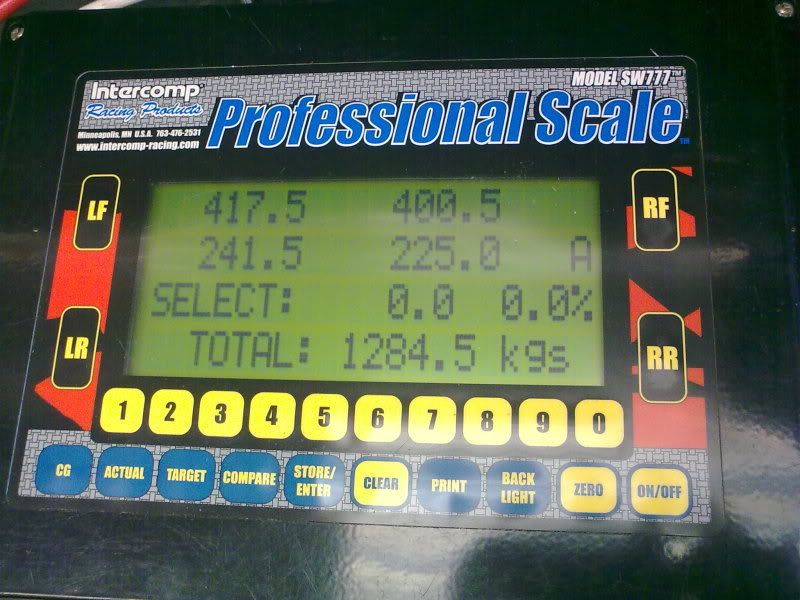 Intercomp
Racing Products
Minneapolis, MN U.S.A. 763-476-2531
www.intercomp-racing.com
MODEL SW777™
Professional Scale™
LF
RF
417.5 400.5
241.5 225.0 A
SELECT: 0.0 0.0%
TOTAL: 1284.5 kgs
LR
RR
1 2 3 4 5 6 7 8 9 0
CG ACTUAL TARGET COMPARE STORE/ENTER CLEAR PRINT BACK LIGHT ZERO ON/OFF